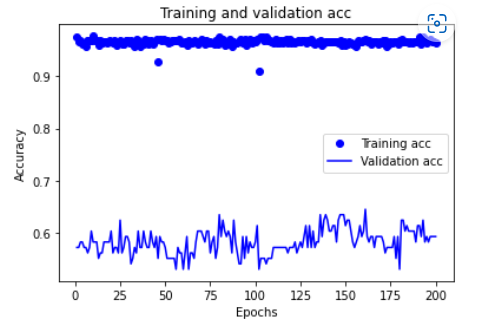 Training and validation acc
0.9
0.8
0.7
0.6
Accuracy
Training acc
Validation acc
0 25 50 75 100 125 150 175 200
Epochs